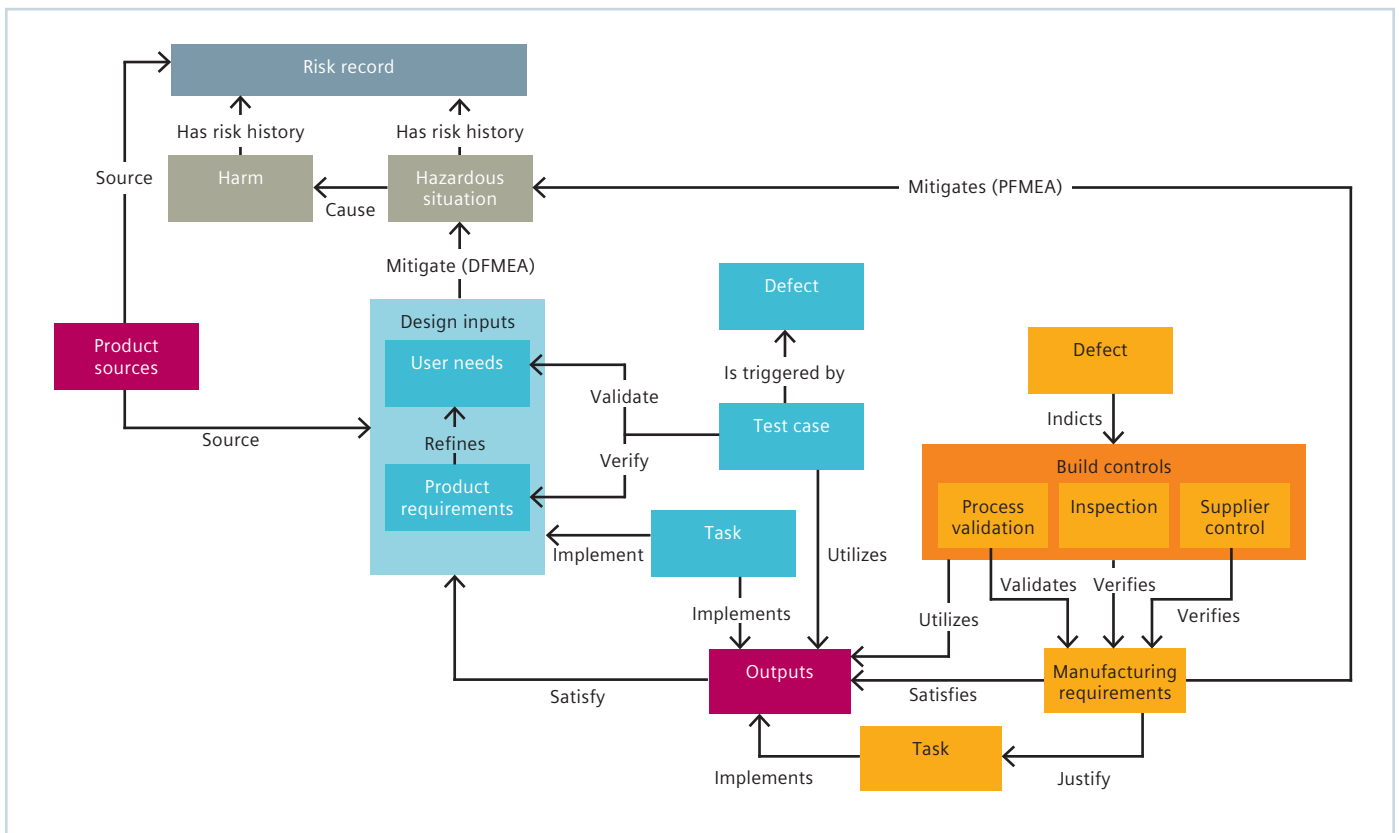 Risk record
Has risk history
Has risk history
Source
Harm
Hazardous
situation
Mitigates (PFMEA)
Cause
Mitigate (DFMEA)
Defect
Design inputs
Product
sources
User needs
Is triggered by
Defect
Validate
Indicts
Source
Refines
Test case
Verify
Build controls
Product
requirements
Process
validation
Inspection
Supplier
control
Task
Implement
Utilizes
Validates
Verifies
Implements
Utilizes
Verifies
Outputs
Manufacturing
requirements
Satisfy
Satisfies
Task
Implements
Justify